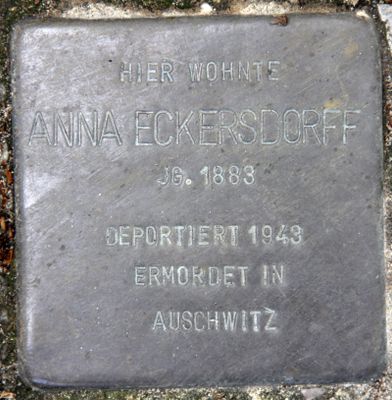 HIER WOHNTE
ANNA ECKERSDORFF
JG. 1883
DEPORTIERT 1943
ERMORDET IN
AUSCHWITZ